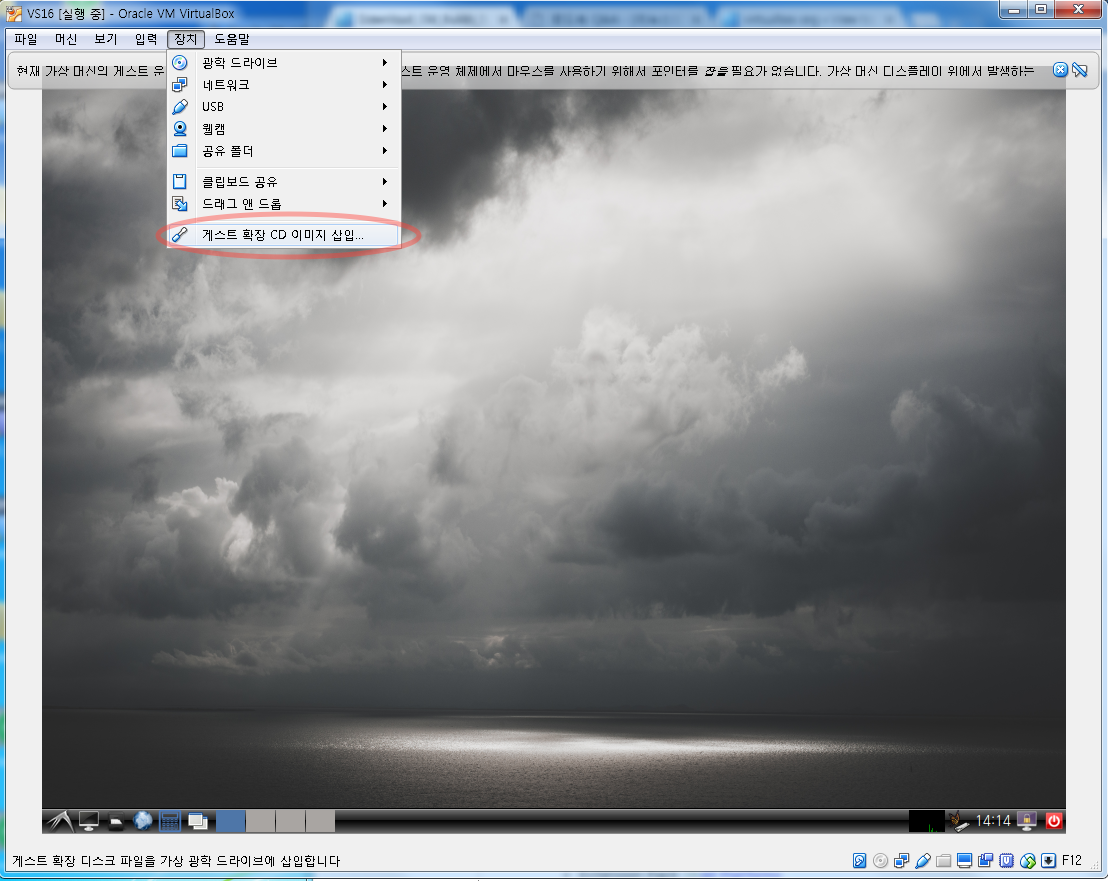 VS16 [실행 중] - Oracle VM VirtualBox
파일 머신 보기 입력 장치 도움말
현재 가상 머신의 게스트 운
스트 운영 체제에서 마우스를 사용하기 위해서 포인터를 잡을 필요가 없습니다. 가상 머신 디스플레이 위에서 발생하는
광학 드라이브
네트워크
USB
웹캠
공유 폴더
클립보드 공유
드래그 앤 드롭
게스트 확장 CD 이미지 삽입...
14:14
게스트 확장 디스크 파일을 가상 광학 드라이브에 삽입합니다
F12